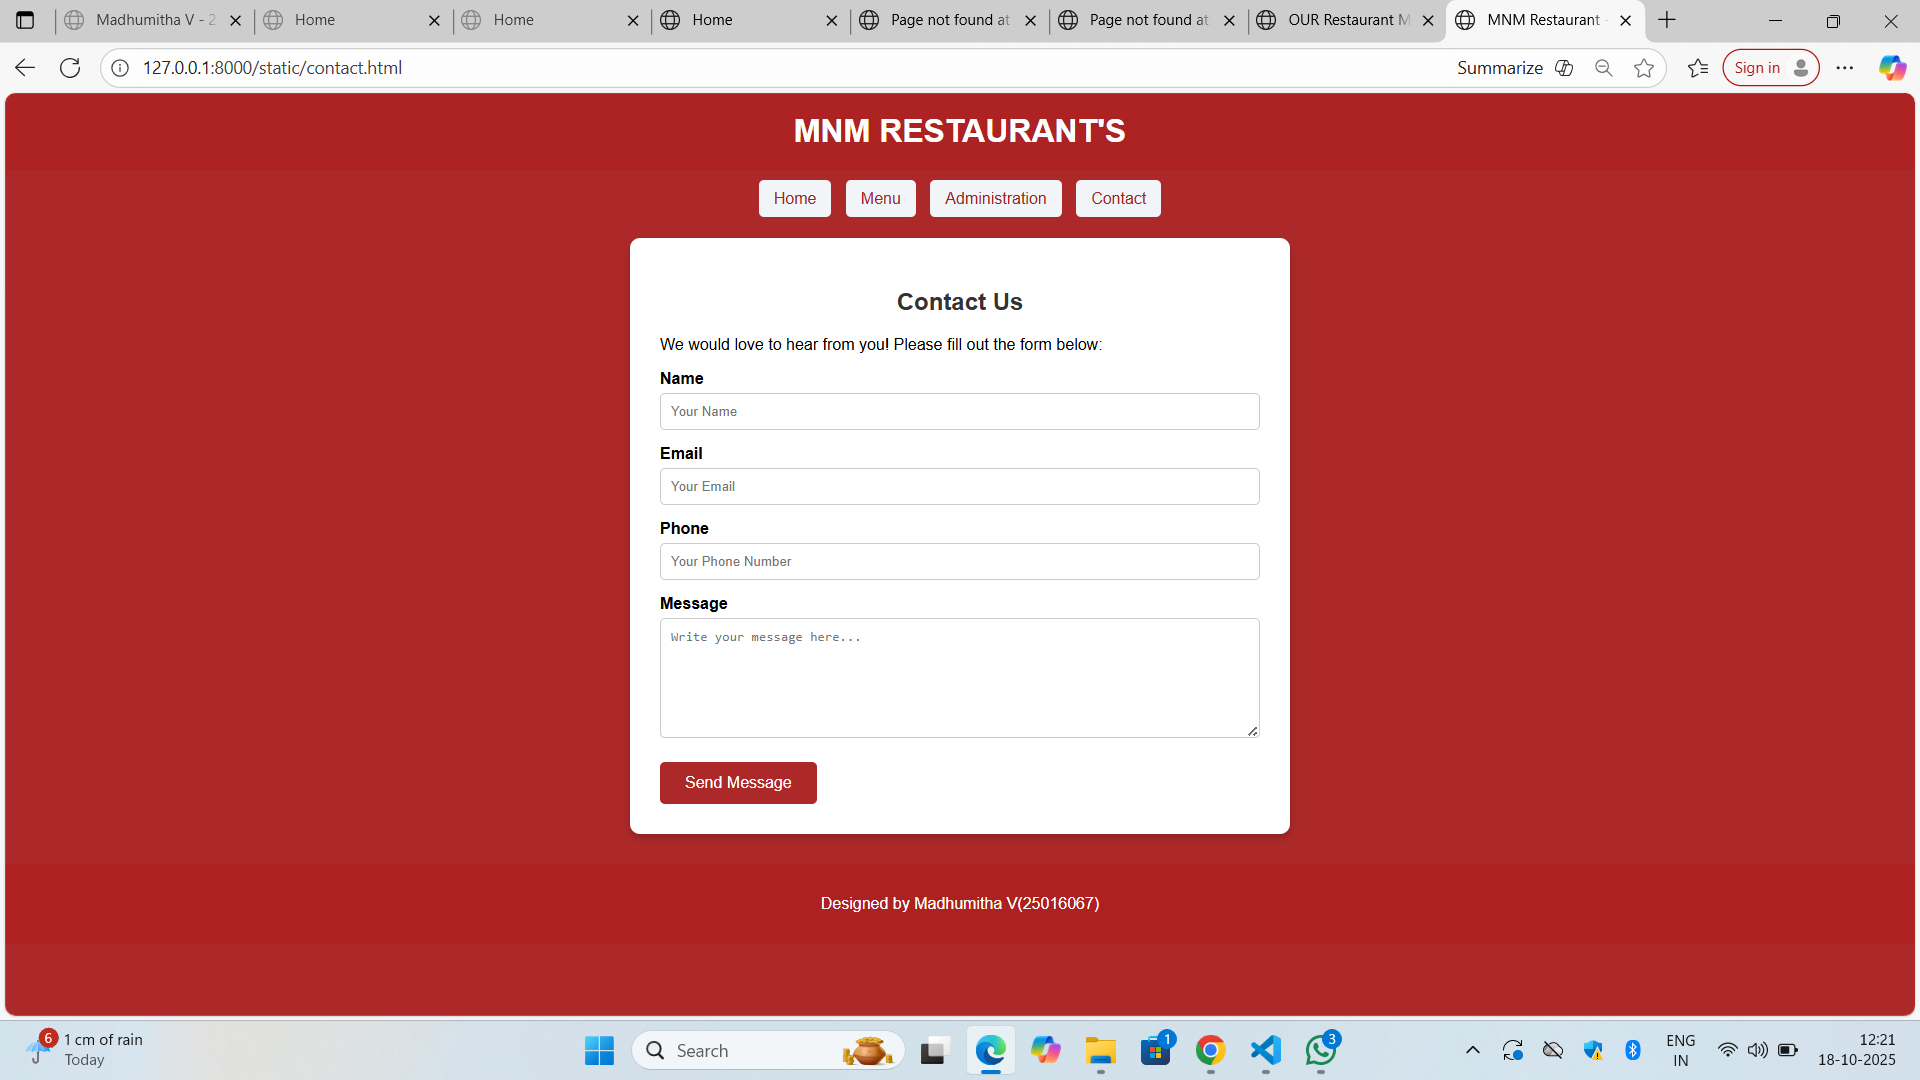 Madhumitha V - 2
Home
Home
Home
Page not found at
Page not found at
OUR Restaurant M
MNM Restaurant -
127.0.0.1:8000/static/contact.html
Summarize
Sign in
MNM RESTAURANT'S
Home
Menu
Administration
Contact
Contact Us
We would love to hear from you! Please fill out the form below:
Name
Your Name
Email
Your Email
Phone
Your Phone Number
Message
Write your message here...
Send Message
Designed by Madhumitha V(25016067)
6
1 cm of rain
Today
Search
1
3
ENG
IN
12:21
18-10-2025